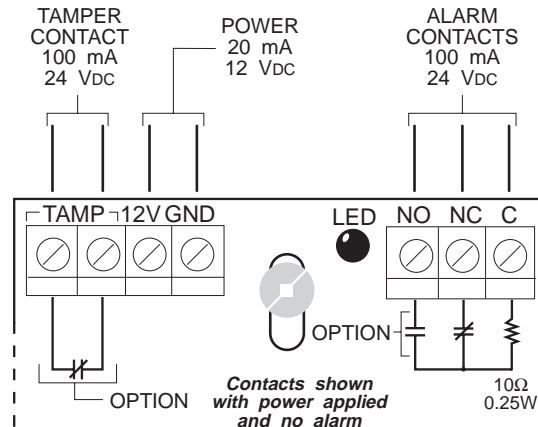 TAMPER
CONTACT
100 mA
24 VDC
POWER
20 mA
12 VDC
ALARM
CONTACTS
100 mA
24 VDC
TAMP 12V GND
LED NO NC C
OPTION
OPTION
Contacts shown
with power applied
and no alarm
10Ω
0.25W